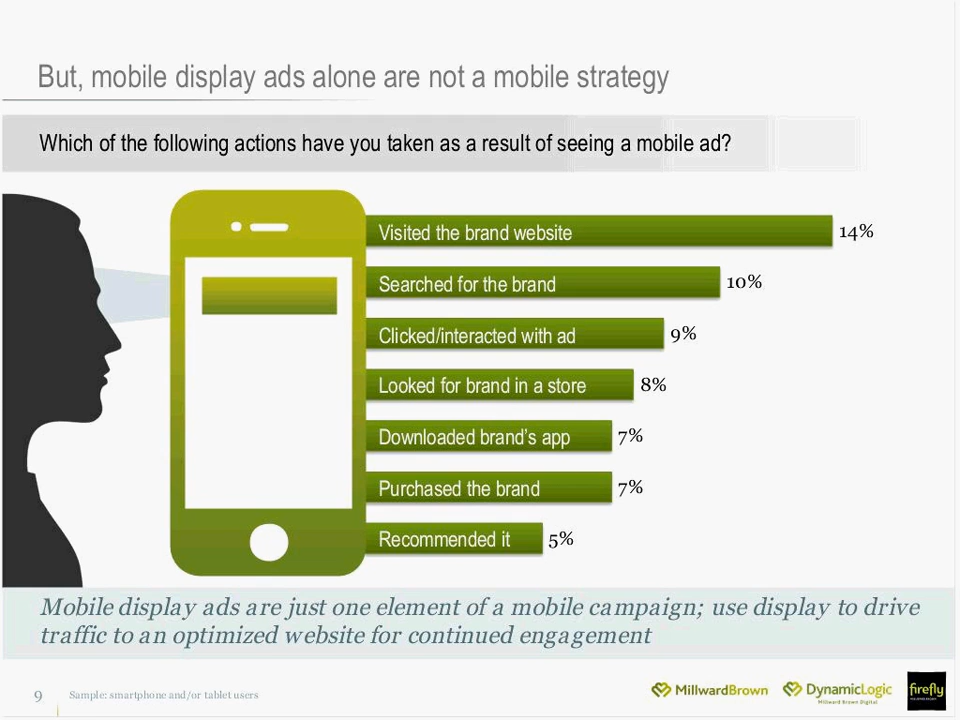 But, mobile display ads alone are not a mobile strategy
Which of the following actions have you taken as a result of seeing a mobile ad?
Visited the brand website 14%
Searched for the brand 10%
Clicked/interacted with ad 9%
Looked for brand in a store 8%
Downloaded brand’s app 7%
Purchased the brand 7%
Recommended it 5%
Mobile display ads are just one element of a mobile campaign; use display to drive
traffic to an optimized website for continued engagement
9 Sample: smartphone and/or tablet users
MillwardBrown
DynamicLogic
Millward Brown Digital
firefly